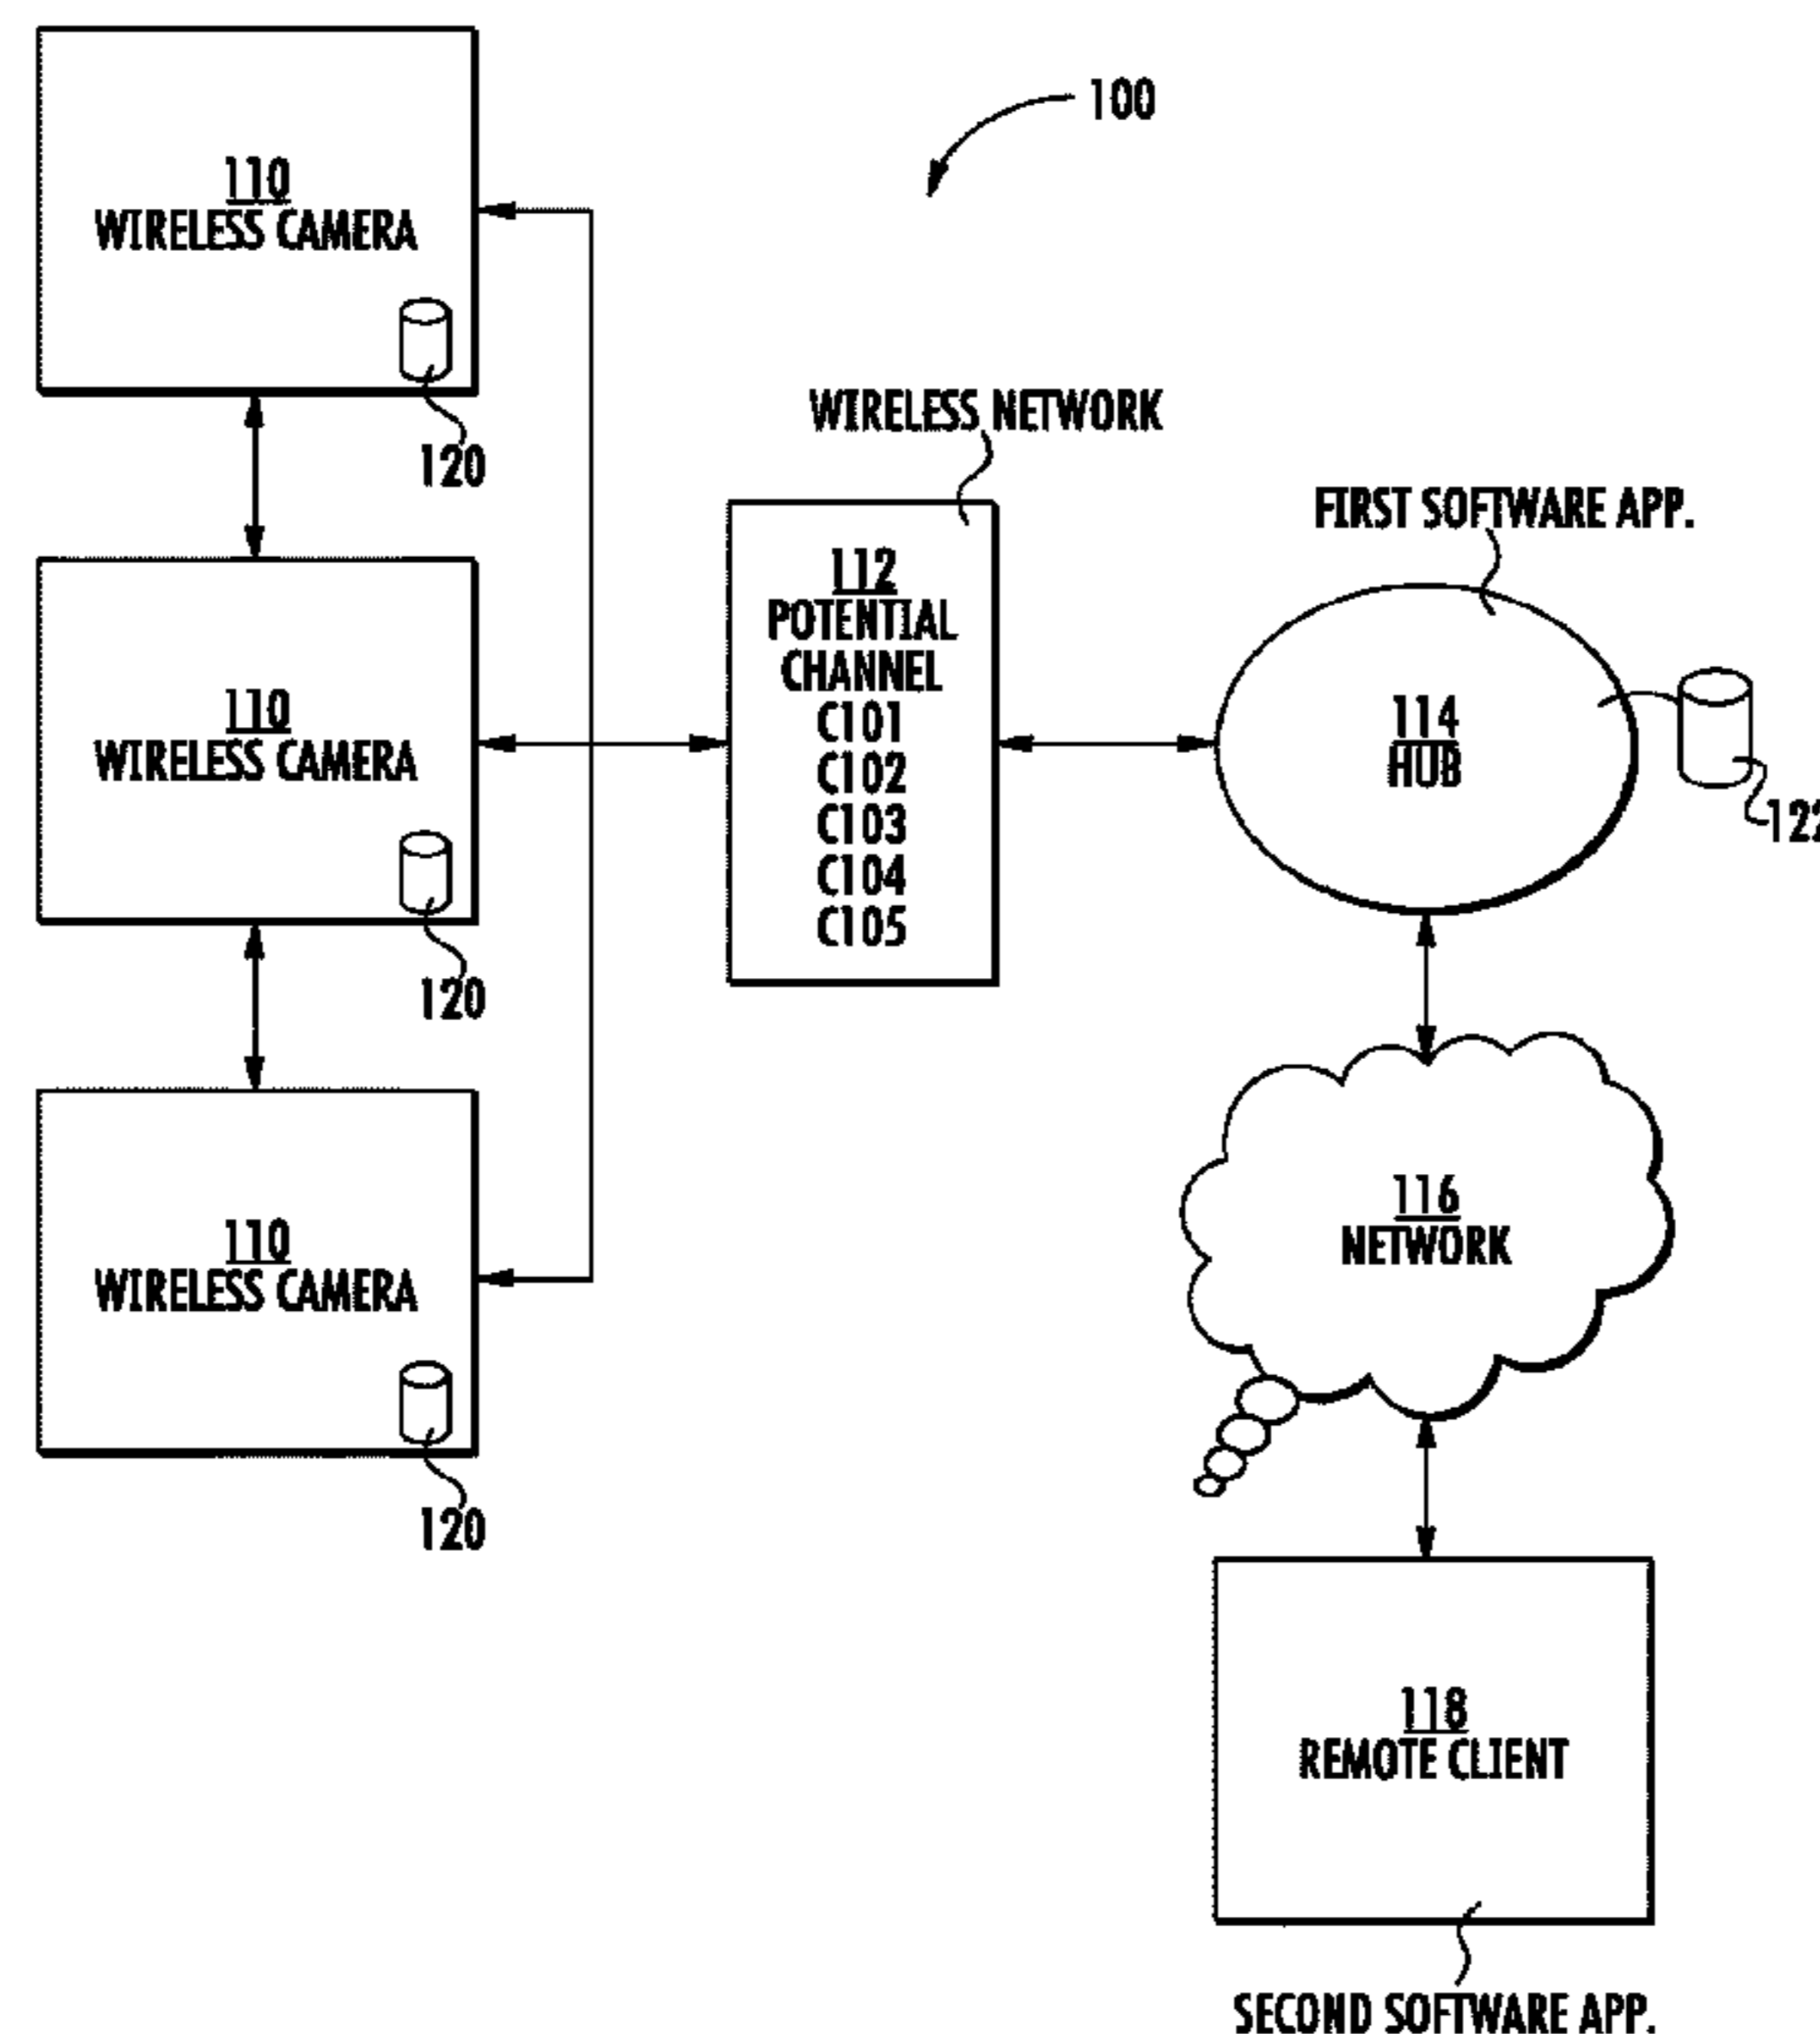 100
110
WIRELESS CAMERA
120
WIRELESS NETWORK
FIRST SOFTWARE APP.
112
POTENTIAL
CHANNEL
C101
C102
C103
C104
C105
110
WIRELESS CAMERA
120
114
HUB
122
116
NETWORK
110
WIRELESS CAMERA
120
118
REMOTE CLIENT
SECOND SOFTWARE APP.